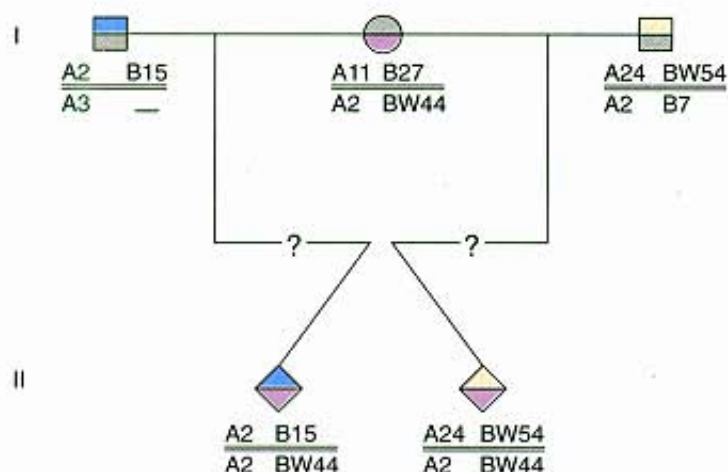 I
A2 B15
A3 —
A11 B27
A2 BW44
A24 BW54
A2 B7
? ?
II
A2 B15
A2 BW44
A24 BW54
A2 BW44